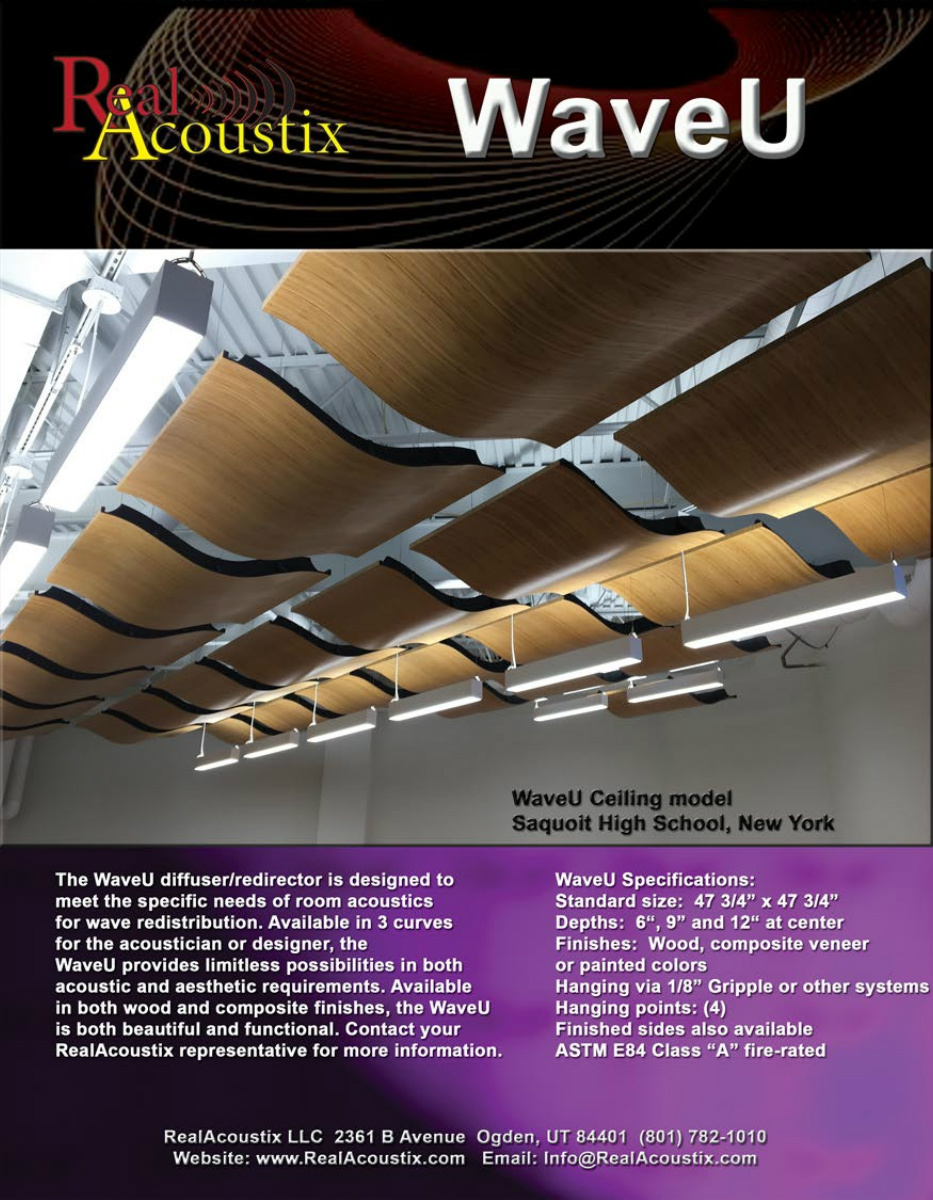 Real
Acoustix
WaveU
WaveU Ceiling model
Saquoit High School, New York
The WaveU diffuser/redirector is designed to
meet the specific needs of room acoustics
for wave redistribution. Available in 3 curves
for the acoustician or designer, the
WaveU provides limitless possibilities in both
acoustic and aesthetic requirements. Available
in both wood and composite finishes, the WaveU
is both beautiful and functional. Contact your
RealAcoustix representative for more information.
WaveU Specifications:
Standard size:  47 3/4” x 47 3/4”
Depths:  6“, 9” and 12“ at center
Finishes:  Wood, composite veneer
or painted colors
Hanging via 1/8” Gripple or other systems
Hanging points: (4)
Finished sides also available
ASTM E84 Class “A” fire-rated
RealAcoustix LLC  2361 B Avenue  Ogden, UT 84401  (801) 782-1010
Website: www.RealAcoustix.com   Email: Info@RealAcoustix.com